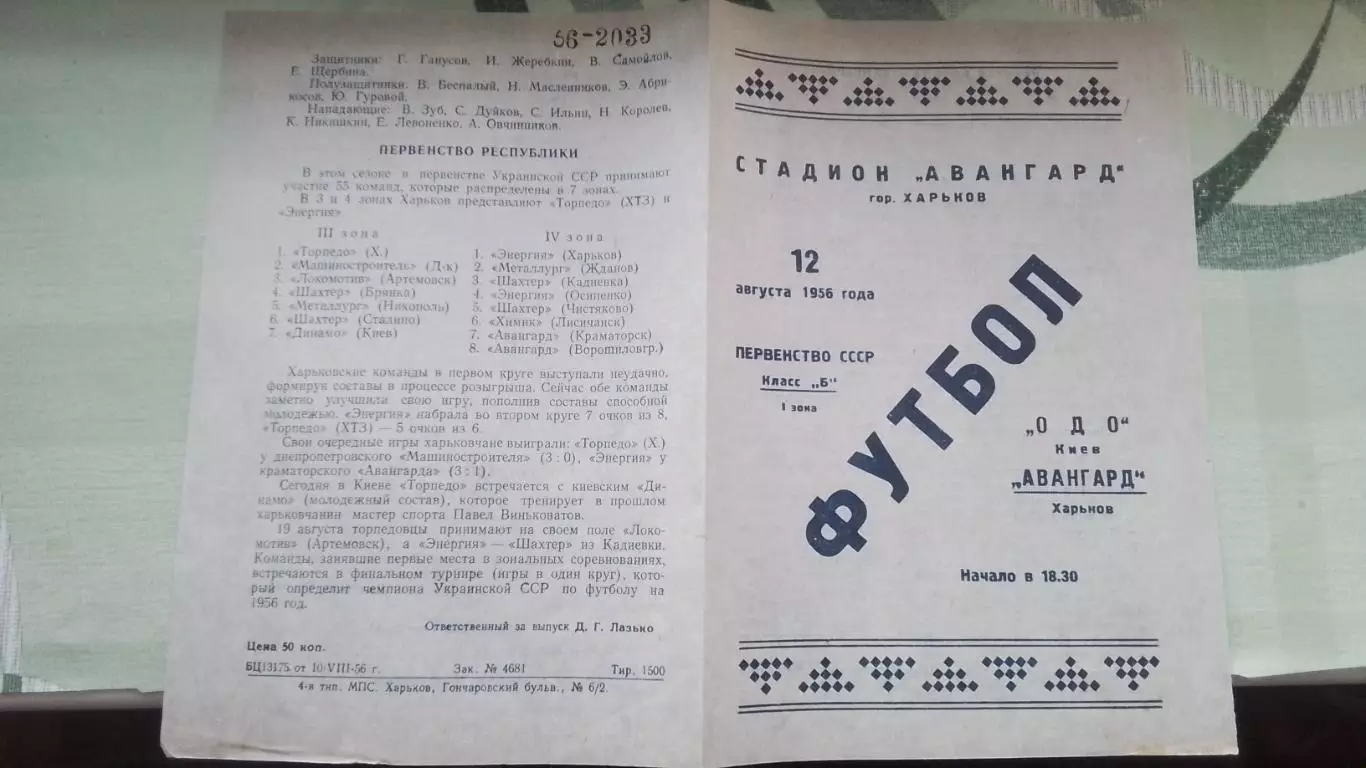 56-2033
Защитники: Г. Ганусов, И. Жеребкин, В. Самойлов,
Е. Щербина.
Полузащитники: В. Беспалый, Н. Масленников, Э. Абри-
косов, Ю. Гуровой.
Нападающие: В. Зуб, С. Дуйков, С. Ильин, Н. Королев,
К. Никишкин, Е. Левоненко, А. Овчинников.
ПЕРВЕНСТВО РЕСПУБЛИКИ
В этом сезоне в первенстве Украинской ССР принимают
участие 55 команд, которые распределены в 7 зонах.
В 3 и 4 зонах Харьков представляют «Торпедо» (ХТЗ) и
«Энергия»
III зона
1. «Торпедо» (Х.)
2. «Машиностроитель» (Д-к)
3. «Локомотив» (Артемовск)
4. «Шахтер» (Брянка)
5. «Металлург» (Никополь)
6. «Шахтер» (Сталино)
7. «Динамо» (Киев)
IV зона
1. «Энергия» (Харьков)
2. «Металлург» (Жданов)
3. «Шахтер» (Кадиевка)
4. «Энергия» (Осипенко)
5. «Шахтер» (Чистяково)
6. «Химик» (Лисичанск)
7. «Авангард» (Краматорск)
8. «Авангард» (Ворошиловгр.)
Харьковские команды в первом круге выступали неудачно,
формируя составы в процессе розыгрыша. Сейчас обе команды
заметно улучшили свою игру, пополнив составы способной
молодежью. «Энергия» набрала во втором круге 7 очков из 8,
«Торпедо» (ХТЗ) — 5 очков из 6.
Свои очередные игры харьковчане выиграли: «Торпедо» (Х.)
у днепропетровского «Машиностроителя» (3 : 0), «Энергия» у
краматорского «Авангарда» (3 : 1).
Сегодня в Киеве «Торпедо» встречается с киевским «Ди-
намо» (молодежный состав), которое тренирует в прошлом
харьковчанин мастер спорта Павел Виньковатов.
19 августа торпедовцы принимают на своем поле «Локо-
мотив» (Артемовск), а «Энергия» — «Шахтер» из Кадиевки.
Команды, занявшие первые места в зональных соревнованиях,
встречаются в финальном турнире (игры в один круг), кото-
рый определит чемпиона Украинской ССР по футболу на
1956 год.
Ответственный за выпуск Д. Г. Лазько
Цена 50 коп.
БЦ13175 от 10-VIII-56 г. Зак. № 4681 Тир. 1500
4-я тип. МПС. Харьков, Гончаровский бульв., № 6/2.
СТАДИОН „АВАНГАРД“
гор. ХАРЬКОВ
12
августа 1956 года
ПЕРВЕНСТВО СССР
Класс „Б“
I зона
ФУТБОЛ
„ОДО“
Киев
„АВАНГАРД“
Харьков
Начало в 18.30